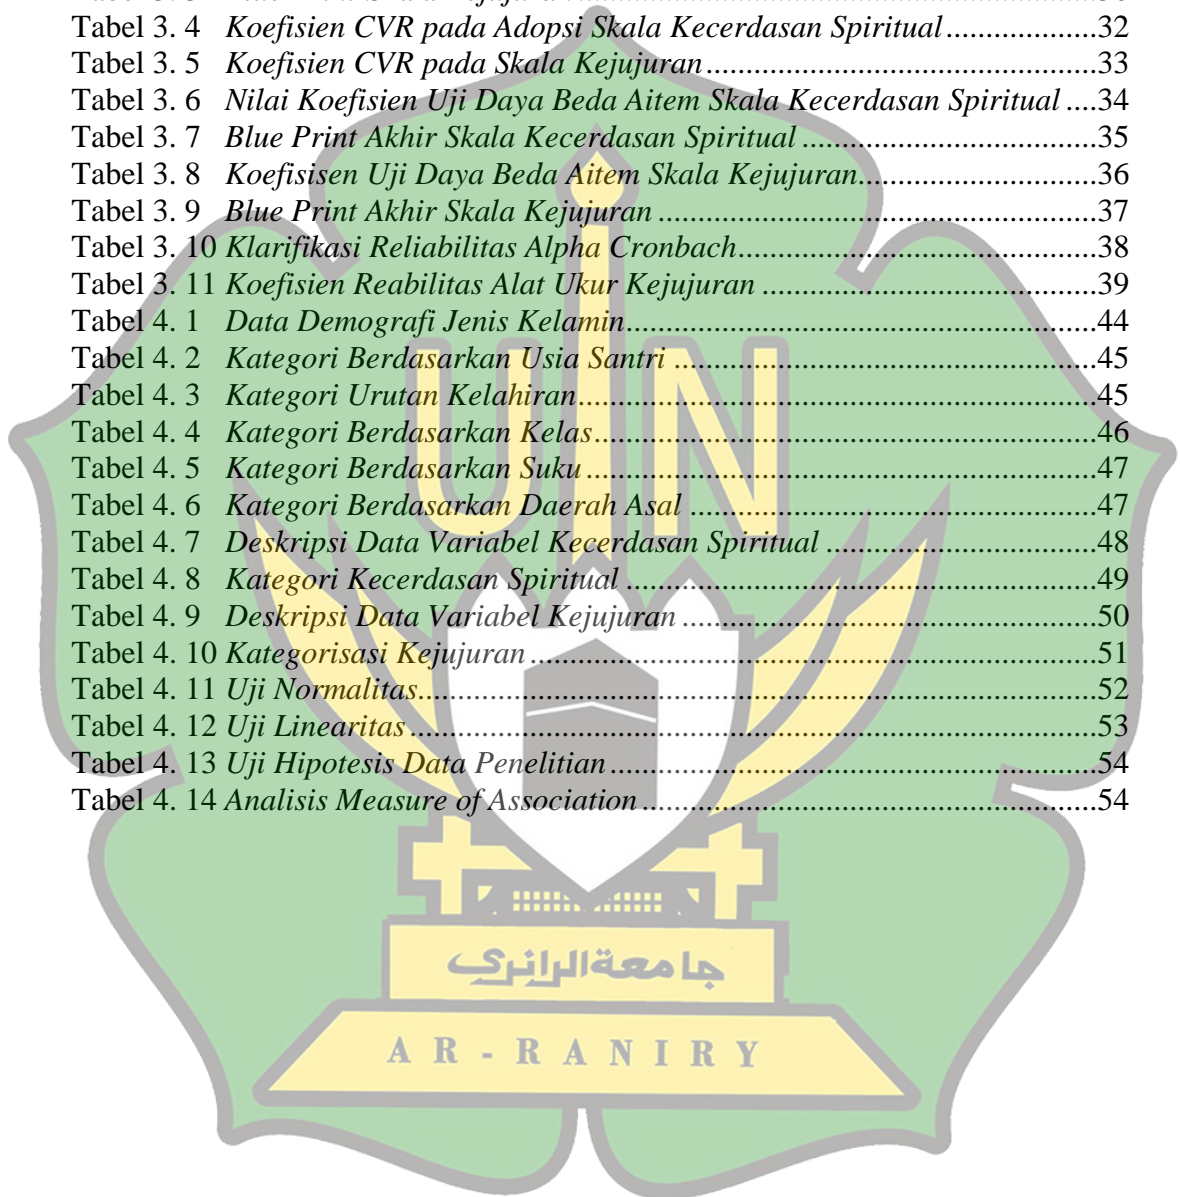 Tabel 3. 4 Koefisien CVR pada Adopsi Skala Kecerdasan Spiritual.................32
Tabel 3. 5 Koefisien CVR pada Skala Kejujuran............................................33
Tabel 3. 6 Nilai Koefisien Uji Daya Beda Aitem Skala Kecerdasan Spiritual ....34
Tabel 3. 7 Blue Print Akhir Skala Kecerdasan Spiritual ..................................35
Tabel 3. 8 Koefisisen Uji Daya Beda Aitem Skala Kejujuran...........................36
Tabel 3. 9 Blue Print Akhir Skala Kejujuran ..................................................37
Tabel 3. 10 Klarifikasi Reliabilitas Alpha Cronbach.........................................38
Tabel 3. 11 Koefisien Reabilitas Alat Ukur Kejujuran .....................................39
Tabel 4. 1 Data Demografi Jenis Kelamin......................................................44
Tabel 4. 2 Kategori Berdasarkan Usia Santri .................................................45
Tabel 4. 3 Kategori Urutan Kelahiran............................................................45
Tabel 4. 4 Kategori Berdasarkan Kelas..........................................................46
Tabel 4. 5 Kategori Berdasarkan Suku...........................................................47
Tabel 4. 6 Kategori Berdasarkan Daerah Asal ...............................................47
Tabel 4. 7 Deskripsi Data Variabel Kecerdasan Spiritual ...............................48
Tabel 4. 8 Kategori Kecerdasan Spiritual ......................................................49
Tabel 4. 9 Deskripsi Data Variabel Kejujuran ...............................................50
Tabel 4. 10 Kategorisasi Kejujuran.................................................................51
Tabel 4. 11 Uji Normalitas..............................................................................52
Tabel 4. 12 Uji Linearitas...............................................................................53
Tabel 4. 13 Uji Hipotesis Data Penelitian........................................................54
Tabel 4. 14 Analisis Measure of Association....................................................54
UIN
جامعةالرانري
AR-RANIRY